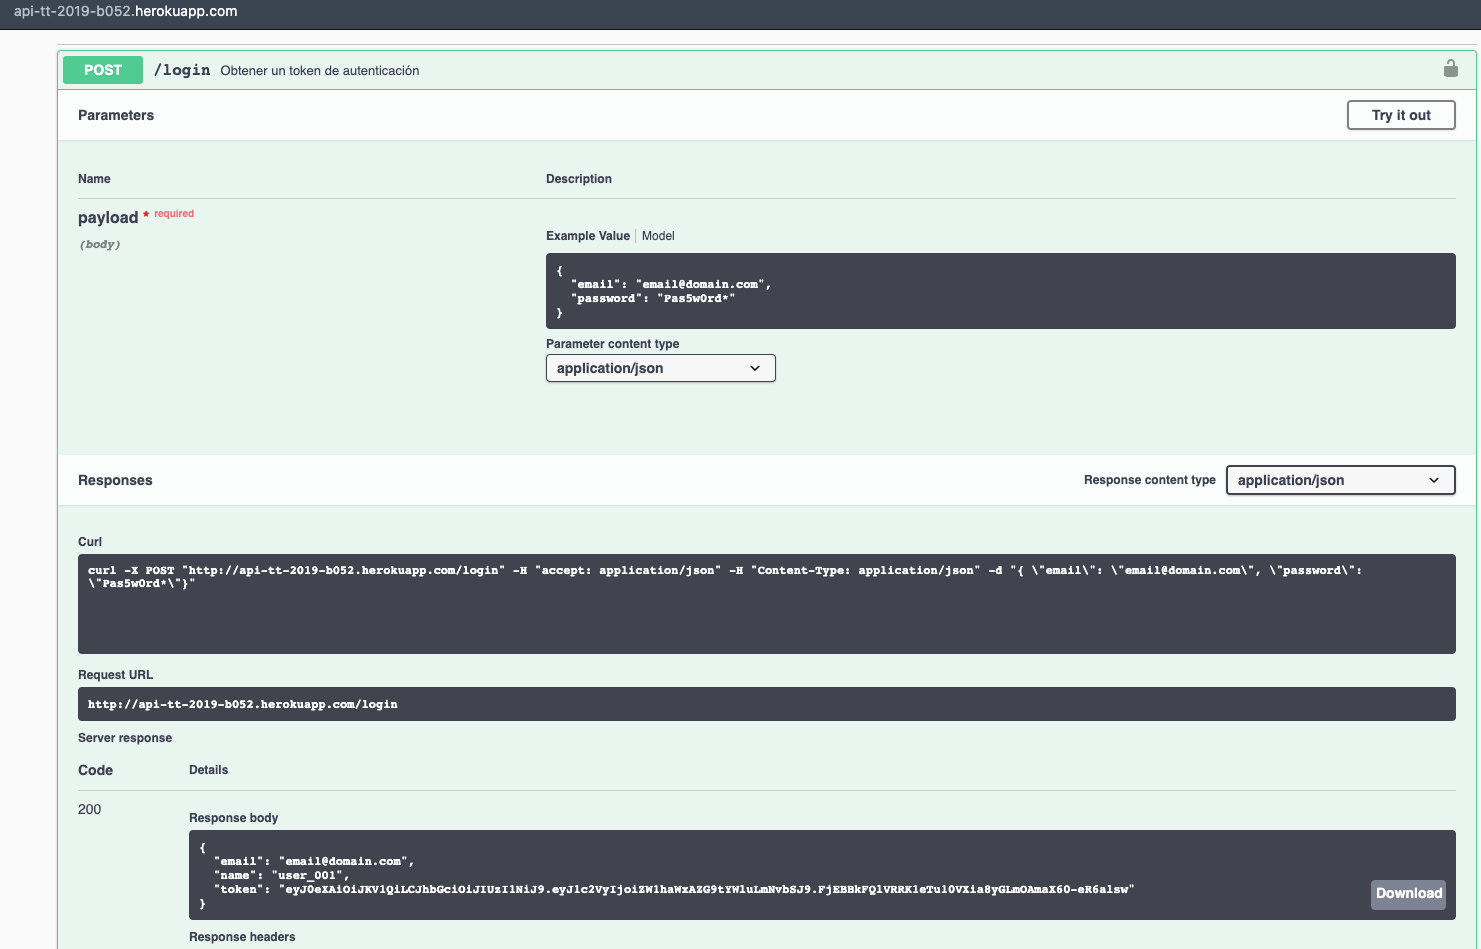 api-tt-2019-b052.herokuapp.com
POST /login Obtener un token de autenticación
Parameters Try it out
Name Description
payload * required
(body)
Example Value Model
{
"email": "email@domain.com",
"password": "Pas5w0rd*"
}
Parameter content type
application/json
Responses Response content type application/json
Curl
curl -X POST "http://api-tt-2019-b052.herokuapp.com/login" -H "accept: application/json" -H "Content-Type: application/json" -d "{ \"email\": \"email@domain.com\", \"password\":
\"Pas5w0rd*\"}"
Request URL
http://api-tt-2019-b052.herokuapp.com/login
Server response
Code Details
200
Response body
{
"email": "email@domain.com",
"name": "user_001",
"token": "eyJ0eXAiOiJKV1QiLCJhbGciOiJIUzI1NiJ9.eyJ1c2VyIjoiZW1haWxAZG9tYWluLmNvbSJ9.FjEBBkFQlVRRK1eTu10VXia8yGLmOAmaX6O-eR6alsw"
}
Download
Response headers